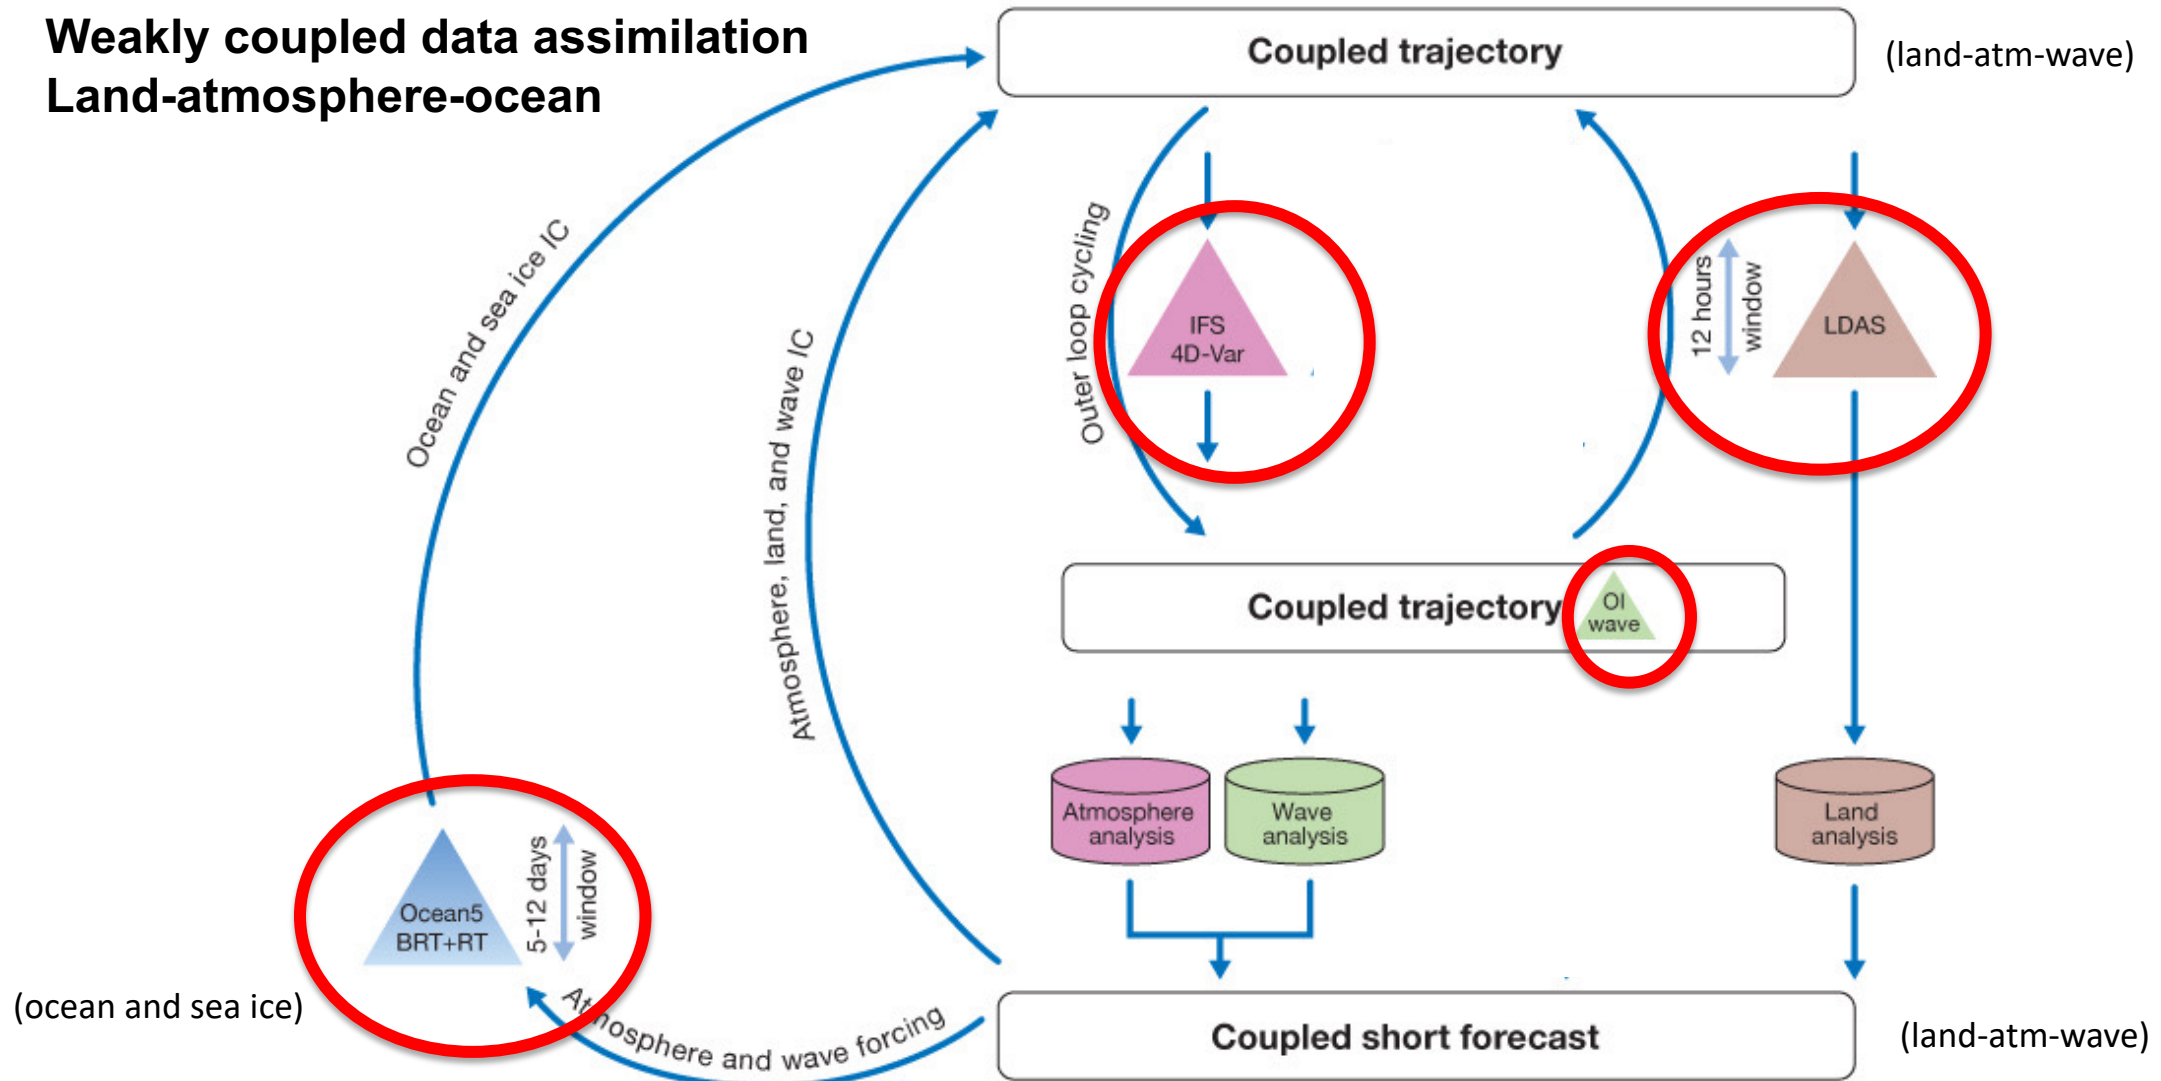 Weakly coupled data assimilation
Land-atmosphere-ocean
Coupled trajectory
(land-atm-wave)
Ocean and sea ice IC
Atmosphere, land, and wave IC
Outer loop cycling
IFS
4D-Var
12 hours
window
LDAS
Coupled trajectory
OI
wave
Atmosphere
analysis
Wave
analysis
Land
analysis
Ocean5
BRT+RT
5-12 days
window
(ocean and sea ice)
Atmosphere and wave forcing
Coupled short forecast
(land-atm-wave)